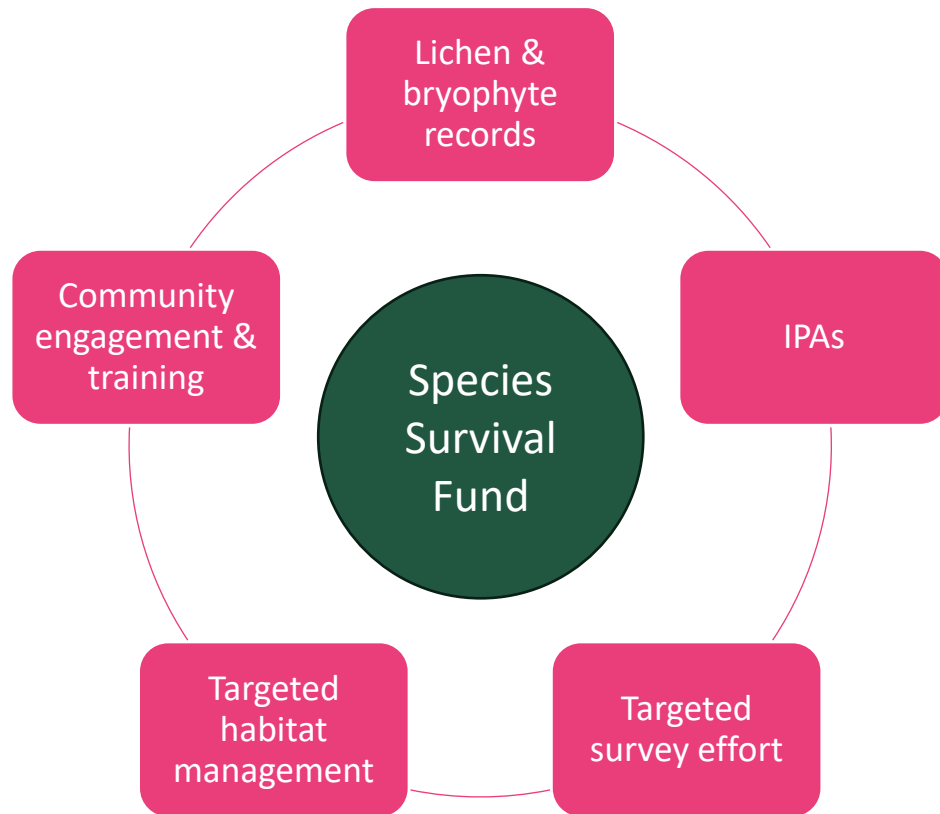 Lichen &
bryophyte
records
Community
engagement &
training
IPAs
Species
Survival
Fund
Targeted
habitat
management
Targeted
survey effort